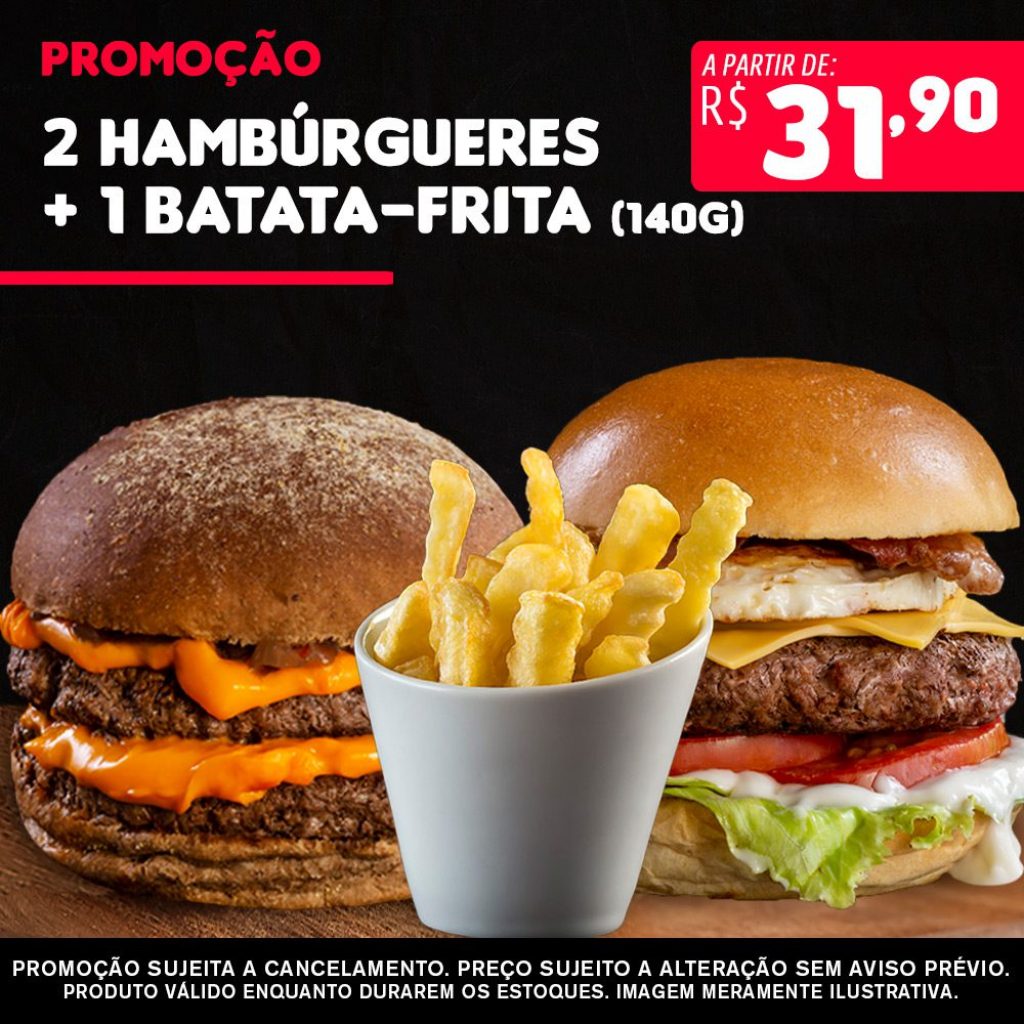 PROMOÇÃO
2 HAMBÚRGUERES
+ 1 BATATA-FRITA (140G)
A PARTIR DE:
R$ 31,90
PROMOÇÃO SUJEITA A CANCELAMENTO. PREÇO SUJEITO A ALTERAÇÃO SEM AVISO PRÉVIO.
PRODUTO VÁLIDO ENQUANTO DURAREM OS ESTOQUES. IMAGEM MERAMENTE ILUSTRATIVA.